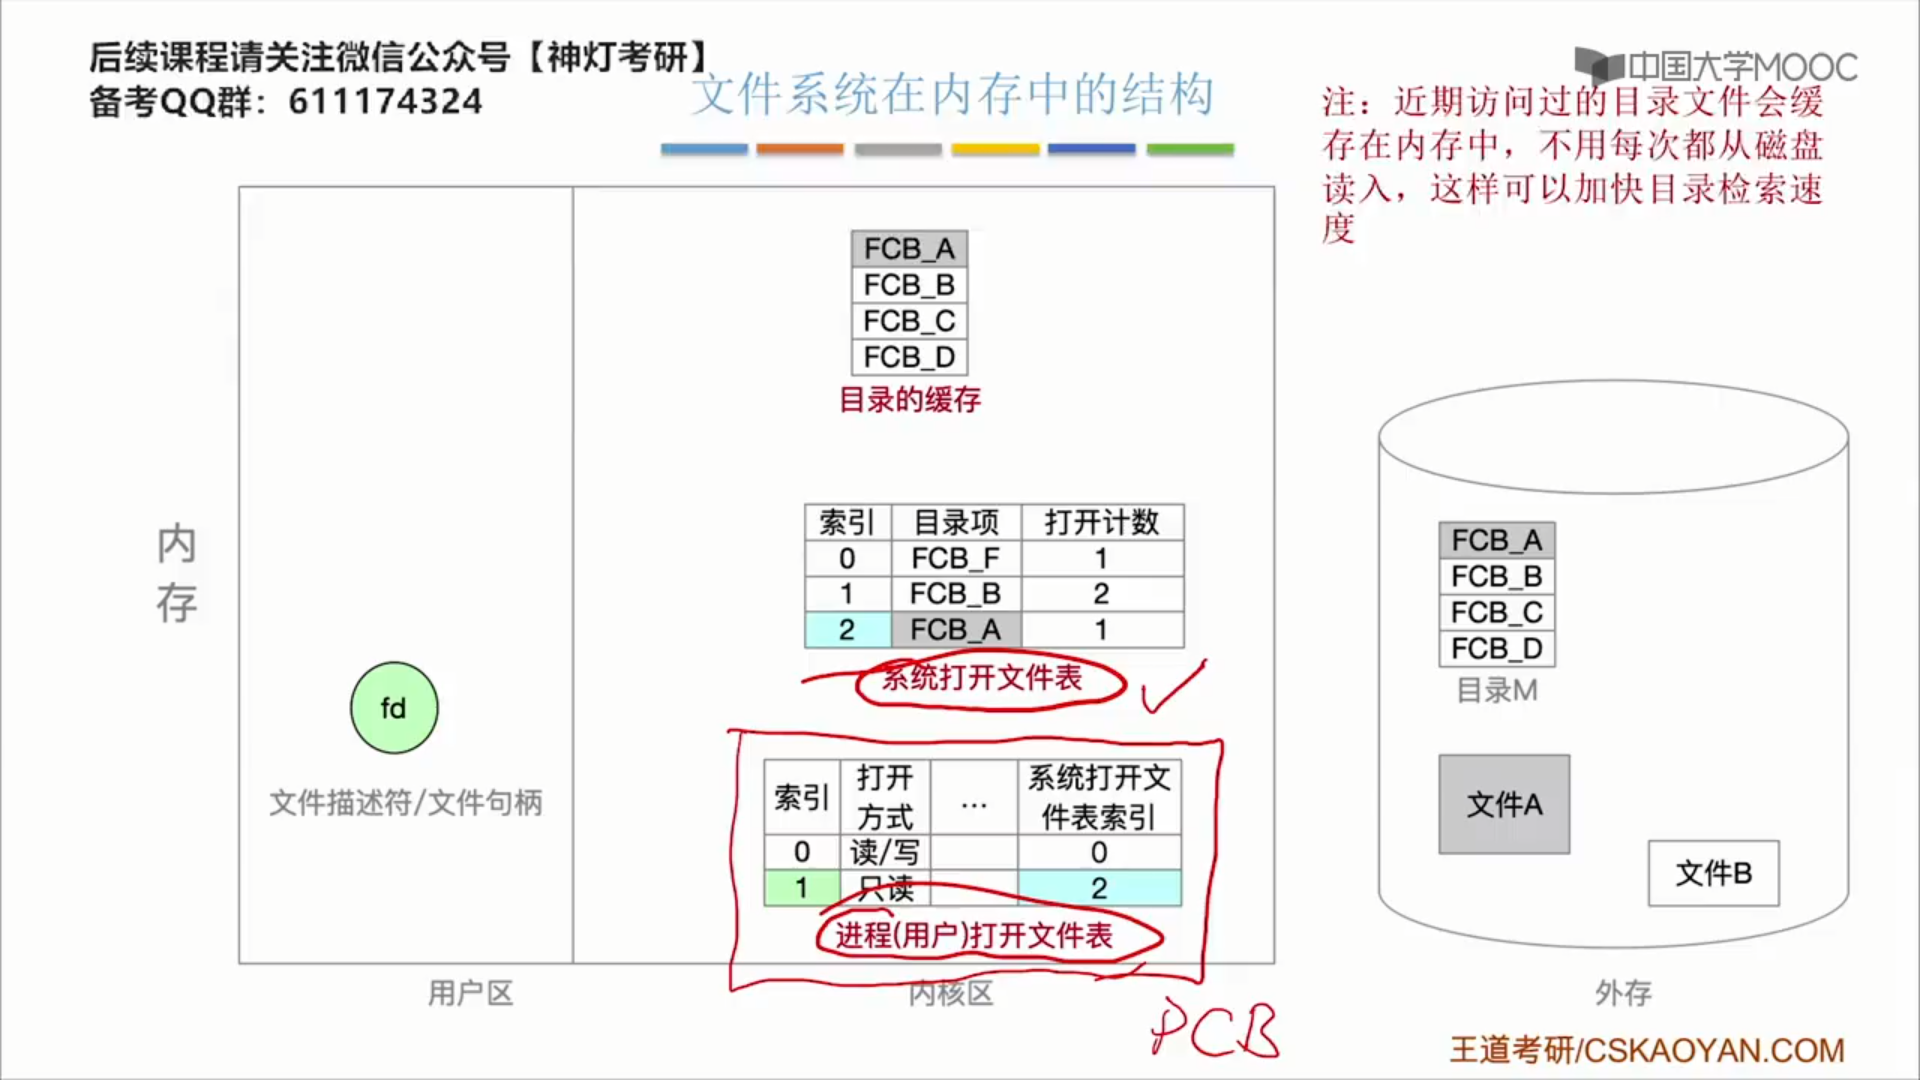 后续课程请关注微信公众号【神灯考研】
备考QQ群：611174324
中国大学MOOC
文件系统在内存中的结构
注：近期访问过的目录文件会缓
存在内存中，不用每次都从磁盘
读入，这样可以加快目录检索速
度
FCB_A
FCB_B
FCB_C
FCB_D
目录的缓存
内
存
索引 目录项 打开计数
0 FCB_F 1
1 FCB_B 2
2 FCB_A 1
系统打开文件表
fd
文件描述符/文件句柄
索引 打开方式 … 系统打开文件表索引
0 读/写 0
1 只读 2
进程(用户)打开文件表
用户区
内核区
PCB
FCB_A
FCB_B
FCB_C
FCB_D
目录M
文件A
文件B
外存
王道考研/CSKAOYAN.COM